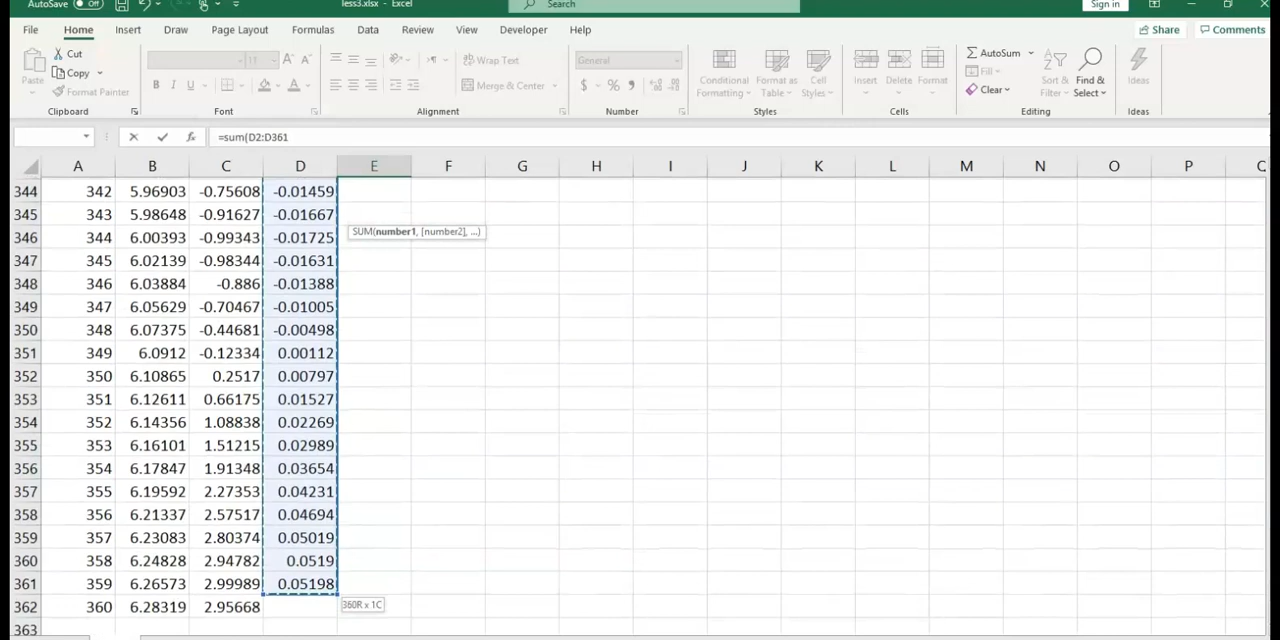 AutoSave Off less3.xlsx - Excel Search Sign in
File Home Insert Draw Page Layout Formulas Data Review View Developer Help Share Comments
Cut AutoSum
Wrap Text General Fill
Copy Paste Conditional Format as Cell Insert Delete Format Sort & Find & Ideas
Format Painter B I U Merge & Center $ % Formatting Table Styles Clear Filter Select
Clipboard Font Alignment Number Styles Cells Editing Ideas
fx =sum(D2:D361
A B C D E F G H I J K L M N O P Q
344 342 5.96903 -0.75608 -0.01459
345 343 5.98648 -0.91627 -0.01667
SUM(number1, [number2], ...)
346 344 6.00393 -0.99343 -0.01725
347 345 6.02139 -0.98344 -0.01631
348 346 6.03884 -0.886 -0.01388
349 347 6.05629 -0.70467 -0.01005
350 348 6.07375 -0.44681 -0.00498
351 349 6.0912 -0.12334 0.00112
352 350 6.10865 0.2517 0.00797
353 351 6.12611 0.66175 0.01527
354 352 6.14356 1.08838 0.02269
355 353 6.16101 1.51215 0.02989
356 354 6.17847 1.91348 0.03654
357 355 6.19592 2.27353 0.04231
358 356 6.21337 2.57517 0.04694
359 357 6.23083 2.80374 0.05019
360 358 6.24828 2.94782 0.0519
361 359 6.26573 2.99989 0.05198
362 360 6.28319 2.95668 360R x 1C
363